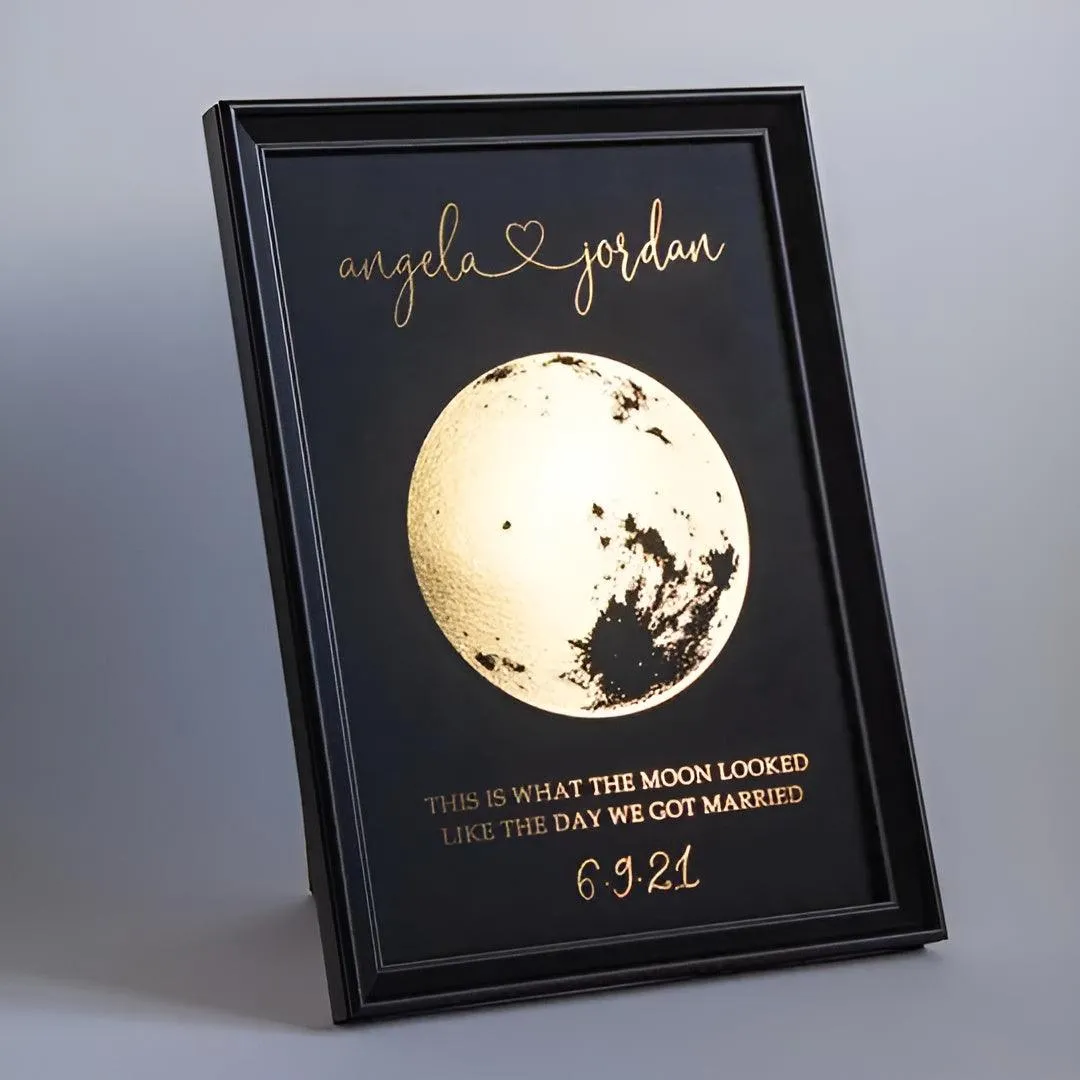 angela jordan
THIS IS WHAT THE MOON LOOKED
LIKE THE DAY WE GOT MARRIED
6.9.21